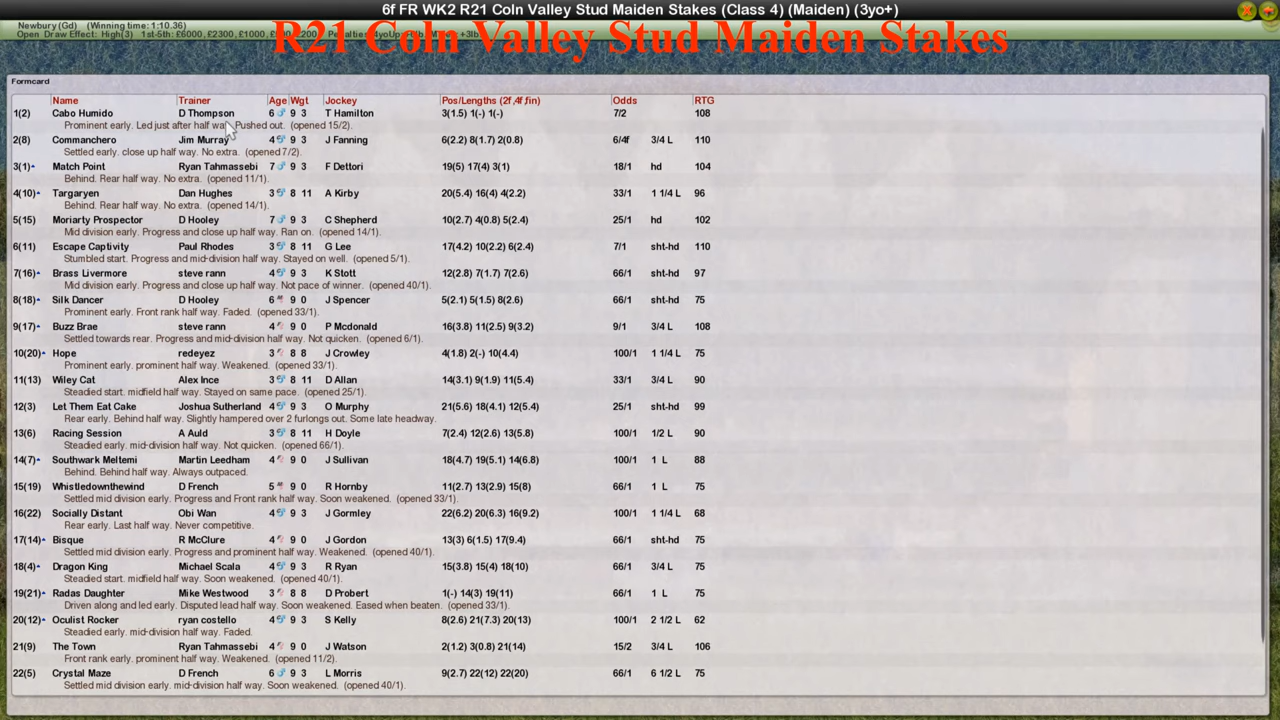 6f FR WK2 R21 Coln Valley Stud Maiden Stakes (Class 4) (Maiden) (3yo+)
Newbury (Gd) (Winning time: 1:10.36)
R21 Coln Valley Stud Maiden Stakes
Open Draw Effect: High(3) 1st-5th: £6000, £2300, £1000,
Formcard
Name Trainer Age Wgt Jockey Pos/Lengths (2f,4f,fin) Odds RTG
1(2) Cabo Humido D Thompson 6 9 3 T Hamilton 3(1.5) 1(-) 1(-) 7/2 108
Prominent early. Led just after half way. Pushed out. (opened 15/2).
2(8) Commanchero Jim Murray 4 9 3 J Fanning 6(2.2) 8(1.7) 2(0.8) 6/4f 3/4 L 110
Settled early. close up half way. No extra. (opened 7/2).
3(1) Match Point Ryan Tahmassebi 7 9 3 F Dettori 19(5) 17(4) 3(1) 18/1 hd 104
Behind. Rear half way. No extra. (opened 11/1).
4(10) Targaryen Dan Hughes 3 8 11 A Kirby 20(5.4) 16(4) 4(2.2) 33/1 1 1/4 L 96
Behind. Rear half way. No extra. (opened 14/1).
5(15) Moriarty Prospector D Hooley 7 9 3 C Shepherd 10(2.7) 4(0.8) 5(2.4) 25/1 hd 102
Mid division early. Progress and close up half way. Ran on. (opened 14/1).
6(11) Escape Captivity Paul Rhodes 3 8 11 G Lee 17(4.2) 10(2.2) 6(2.4) 7/1 sht-hd 110
Stumbled start. Progress and mid-division half way. Stayed on well. (opened 5/1).
7(16) Brass Livermore steve rann 4 9 3 K Stott 12(2.8) 7(1.7) 7(2.6) 66/1 sht-hd 97
Mid division early. Progress and close up half way. Not pace of winner. (opened 40/1).
8(18) Silk Dancer D Hooley 6 9 0 J Spencer 5(2.1) 5(1.5) 8(2.6) 66/1 sht-hd 75
Prominent early. Front rank half way. Faded. (opened 33/1).
9(17) Buzz Brae steve rann 4 9 0 P Mcdonald 16(3.8) 11(2.5) 9(3.2) 9/1 3/4 L 108
Settled towards rear. Progress and mid-division half way. Not quicken. (opened 6/1).
10(20) Hope redeyez 3 8 8 J Crowley 4(1.8) 2(-) 10(4.4) 100/1 1 1/4 L 75
Prominent early. prominent half way. Weakened. (opened 33/1).
11(13) Wiley Cat Alex Ince 3 8 11 D Allan 14(3.1) 9(1.9) 11(5.4) 33/1 3/4 L 90
Steadied start. midfield half way. Stayed on same pace. (opened 25/1).
12(3) Let Them Eat Cake Joshua Sutherland 4 9 3 O Murphy 21(5.6) 18(4.1) 12(5.4) 25/1 sht-hd 99
Rear early. Behind half way. Slightly hampered over 2 furlongs out. Some late headway.
13(6) Racing Session A Auld 3 8 11 H Doyle 7(2.4) 12(2.6) 13(5.8) 100/1 1/2 L 90
Steadied early. mid-division half way. Not quicken. (opened 66/1).
14(7) Southwark Meltemi Martin Leedham 4 9 0 J Sullivan 18(4.7) 19(5.1) 14(6.8) 100/1 1 L 88
Behind. Behind half way. Always outpaced.
15(19) Whistledownthewind D French 5 9 0 R Hornby 11(2.7) 13(2.9) 15(8) 66/1 1 L 75
Settled mid division early. Progress and Front rank half way. Soon weakened. (opened 33/1).
16(22) Socially Distant Obi Wan 4 9 3 J Gormley 22(6.2) 20(6.3) 16(9.2) 100/1 1 1/4 L 68
Rear early. Last half way. Never competitive.
17(14) Bisque R McClure 4 9 0 J Gordon 13(3) 6(1.5) 17(9.4) 66/1 sht-hd 75
Settled mid division early. Progress and prominent half way. Weakened. (opened 40/1).
18(4) Dragon King Michael Scala 4 9 3 R Ryan 15(3.8) 15(4) 18(10) 66/1 3/4 L 75
Steadied start. midfield half way. Soon weakened. (opened 40/1).
19(21) Radas Daughter Mike Westwood 3 8 8 D Probert 1(-) 14(3) 19(11) 66/1 1 L 75
Driven along and led early. Disputed lead half way. Soon weakened. Eased when beaten. (opened 33/1).
20(12) Oculist Rocker ryan costello 4 9 3 S Kelly 8(2.6) 21(7.3) 20(13) 100/1 2 1/2 L 62
Steadied early. mid-division half way. Faded.
21(9) The Town Ryan Tahmassebi 4 9 0 J Watson 2(1.2) 3(0.8) 21(14) 15/2 3/4 L 106
Front rank early. prominent half way. Weakened. (opened 11/2).
22(5) Crystal Maze D French 6 9 3 L Morris 9(2.7) 22(12) 22(20) 66/1 6 1/2 L 75
Settled mid division early. mid-division half way. Soon weakened. (opened 40/1).